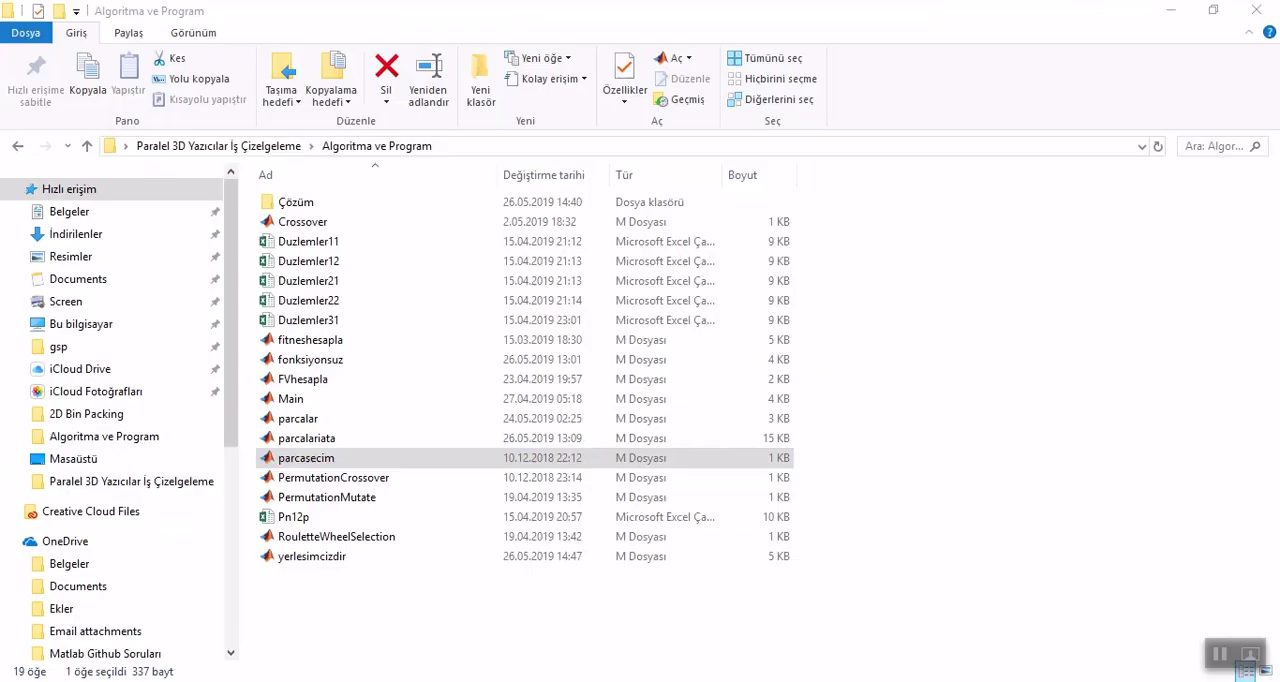 Algoritma ve Program
Dosya Giriş Paylaş Görünüm
Hızlı erişime sabitle
Kopyala
Yapıştır
Kes
Yolu kopyala
Kısayolu yapıştır
Pano
Taşıma hedefi
Kopyalama hedefi
Sil
Yeniden adlandır
Düzenle
Yeni klasör
Yeni öğe
Kolay erişim
Yeni
Özellikler
Aç
Düzenle
Geçmiş
Aç
Tümünü seç
Hiçbirini seçme
Diğerlerini seç
Seç
Paralel 3D Yazıcılar İş Çizelgeleme › Algoritma ve Program
Ara: Algor...
Hızlı erişim
Belgeler
İndirilenler
Resimler
Documents
Screen
Bu bilgisayar
gsp
iCloud Drive
iCloud Fotoğrafları
2D Bin Packing
Algoritma ve Program
Masaüstü
Paralel 3D Yazıcılar İş Çizelgeleme
Creative Cloud Files
OneDrive
Belgeler
Documents
Ekler
Email attachments
Matlab Github Soruları
Ad Değiştirme tarihi Tür Boyut
Çözüm 26.05.2019 14:40 Dosya klasörü
Crossover 2.05.2019 18:32 M Dosyası 1 KB
Duzlemler11 15.04.2019 21:12 Microsoft Excel Ça... 9 KB
Duzlemler12 15.04.2019 21:13 Microsoft Excel Ça... 9 KB
Duzlemler21 15.04.2019 21:13 Microsoft Excel Ça... 9 KB
Duzlemler22 15.04.2019 21:14 Microsoft Excel Ça... 9 KB
Duzlemler31 15.04.2019 23:01 Microsoft Excel Ça... 9 KB
fitneshesapla 15.03.2019 18:30 M Dosyası 5 KB
fonksiyonsuz 26.05.2019 13:01 M Dosyası 4 KB
FVhesapla 23.04.2019 19:57 M Dosyası 2 KB
Main 27.04.2019 05:18 M Dosyası 4 KB
parcalar 24.05.2019 02:25 M Dosyası 3 KB
parcalariata 26.05.2019 13:09 M Dosyası 15 KB
parcasecim 10.12.2018 22:12 M Dosyası 1 KB
PermutationCrossover 10.12.2018 23:14 M Dosyası 1 KB
PermutationMutate 19.04.2019 13:35 M Dosyası 1 KB
Pn12p 15.04.2019 20:57 Microsoft Excel Ça... 10 KB
RouletteWheelSelection 19.04.2019 13:42 M Dosyası 1 KB
yerlesimcizdir 26.05.2019 14:47 M Dosyası 5 KB
19 öğe 1 öğe seçildi 337 bayt